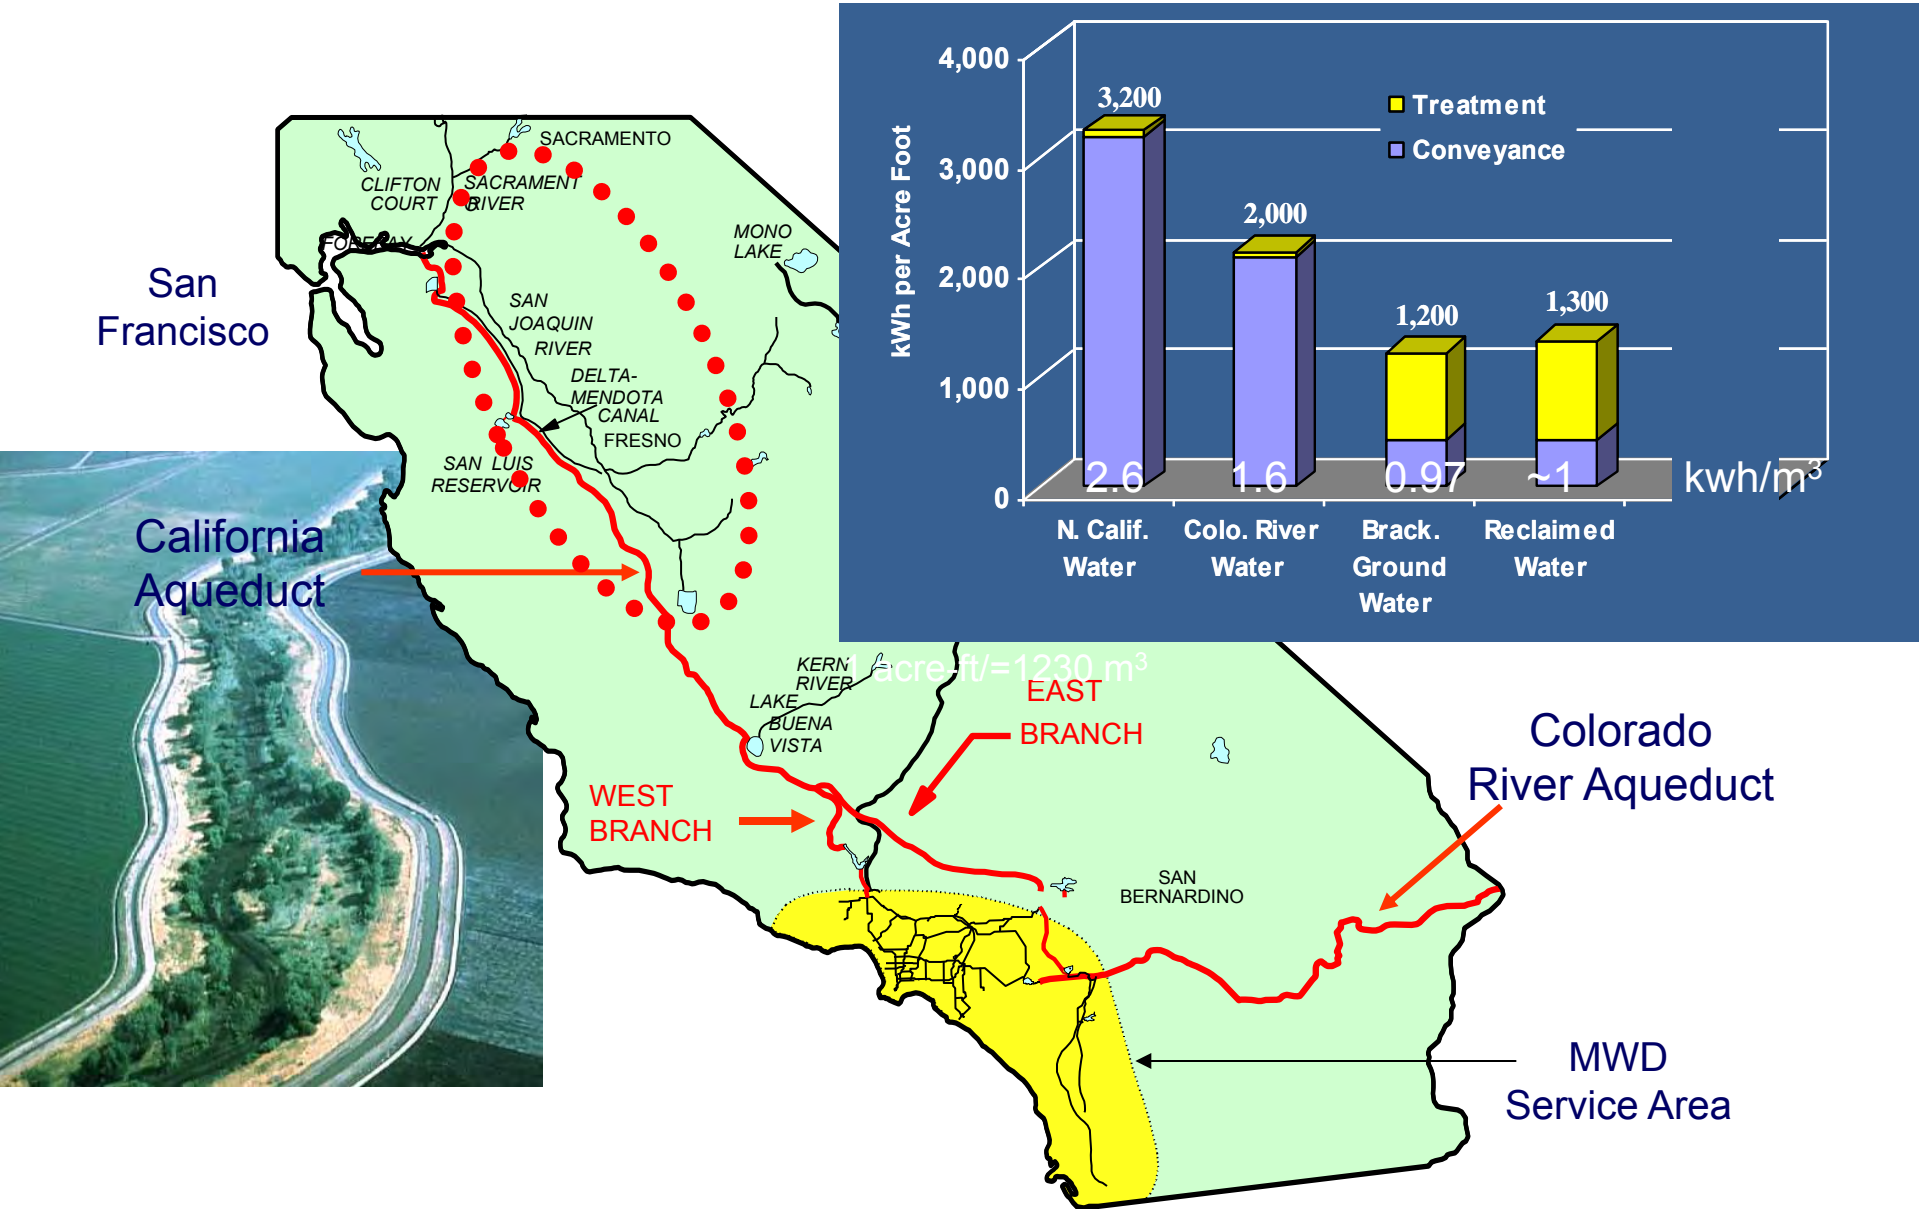 4,000
3,000
2,000
1,000
0
kWh per Acre Foot
3,200
2,000
1,200
1,300
Treatment
Conveyance
2.6
1.6
0.97
~1
kwh/m³
N. Calif.
Water
Colo. River
Water
Brack.
Ground
Water
Reclaimed
Water
1 acre-ft/=1230 m³
SACRAMENTO
CLIFTON
COURT
FOREBAY
SACRAMENTO
RIVER
MONO
LAKE
San
Francisco
SAN
JOAQUIN
RIVER
DELTA-
MENDOTA
CANAL
FRESNO
SAN LUIS
RESERVOIR
California
Aqueduct
KERN
RIVER
LAKE
BUENA
VISTA
EAST
BRANCH
WEST
BRANCH
Colorado
River Aqueduct
SAN
BERNARDINO
MWD
Service Area